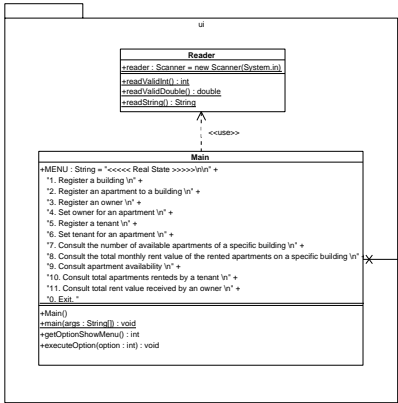 ui
Reader
+reader : Scanner = new Scanner(System.in)
+readValidInt() : int
+readValidDouble() : double
+readString() : String
<<use>>
Main
+MENU : String = "<<<<< Real State >>>>>\n\n" +
"1. Register a building \n" +
"2. Register an apartment to a building \n" +
"3. Register an owner \n" +
"4. Set owner for an apartment \n" +
"5. Register a tenant \n" +
"6. Set tenant for an apartment \n" +
"7. Consult the number of available apartments of a specific building \n" +
"8. Consult the total monthly rent value of the rented apartments on a specific building \n" +
"9. Consult apartment availability \n" +
"10. Consult total apartments renteds by a tenant \n" +
"11. Consult total rent value received by an owner \n" +
"0. Exit. "
+Main()
+main(args : String[]) : void
+getOptionShowMenu() : int
+executeOption(option : int) : void